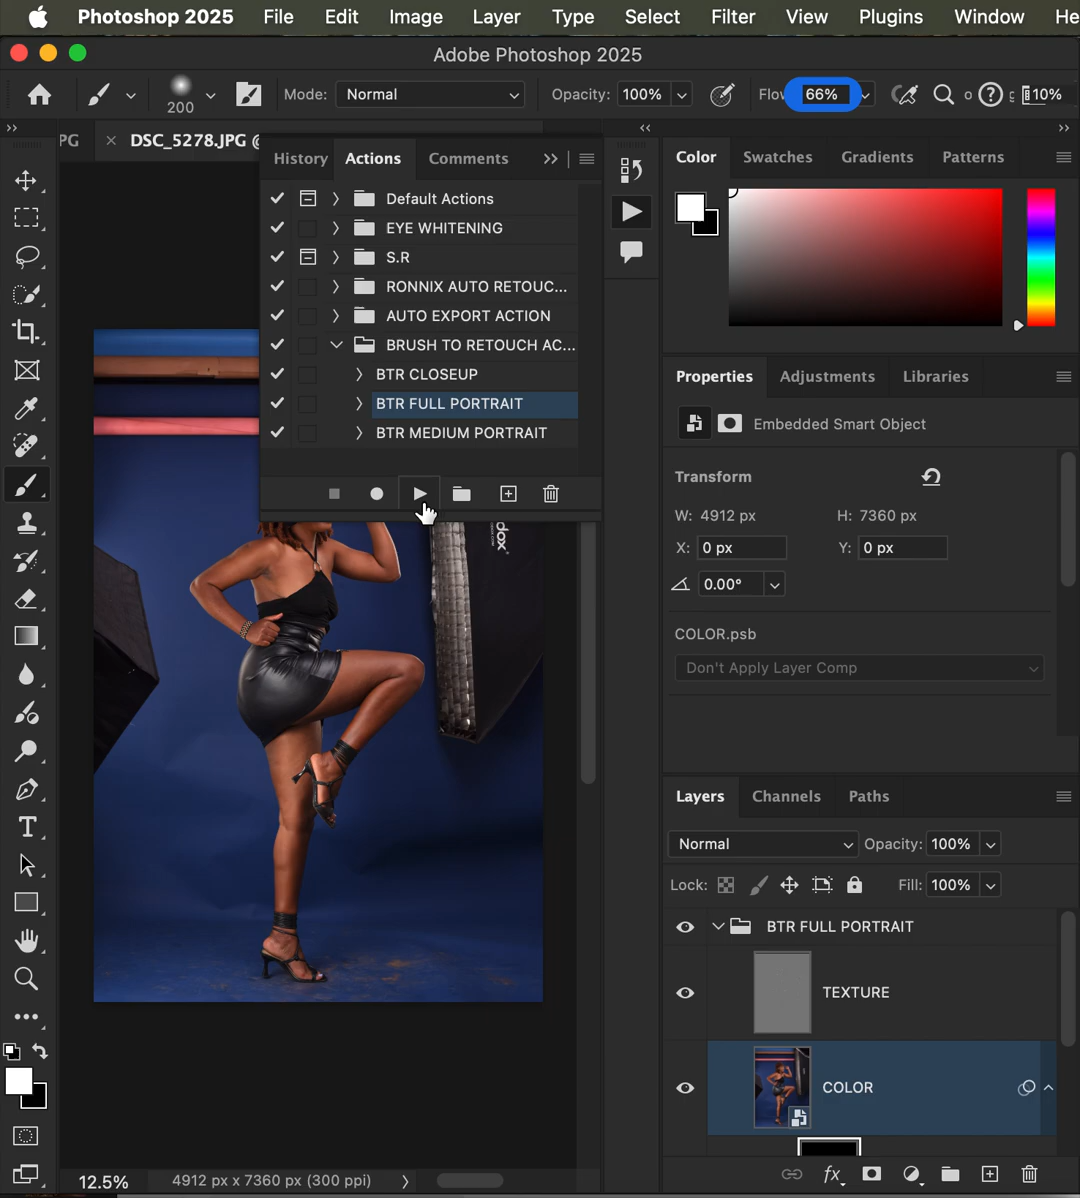 Photoshop 2025 File Edit Image Layer Type Select Filter View Plugins Window He
Adobe Photoshop 2025
200 Mode: Normal Opacity: 100% Flo 66% 10%
PG × DSC_5278.JPG @
History Actions Comments
Default Actions
EYE WHITENING
S.R
RONNIX AUTO RETOUC...
AUTO EXPORT ACTION
BRUSH TO RETOUCH AC...
BTR CLOSEUP
BTR FULL PORTRAIT
BTR MEDIUM PORTRAIT
dox
Color Swatches Gradients Patterns
Properties Adjustments Libraries
Embedded Smart Object
Transform
W: 4912 px H: 7360 px
X: 0 px Y: 0 px
0.00°
COLOR.psb
Don't Apply Layer Comp
Layers Channels Paths
Normal Opacity: 100%
Lock: Fill: 100%
BTR FULL PORTRAIT
TEXTURE
COLOR
fx
12.5% 4912 px x 7360 px (300 ppi)